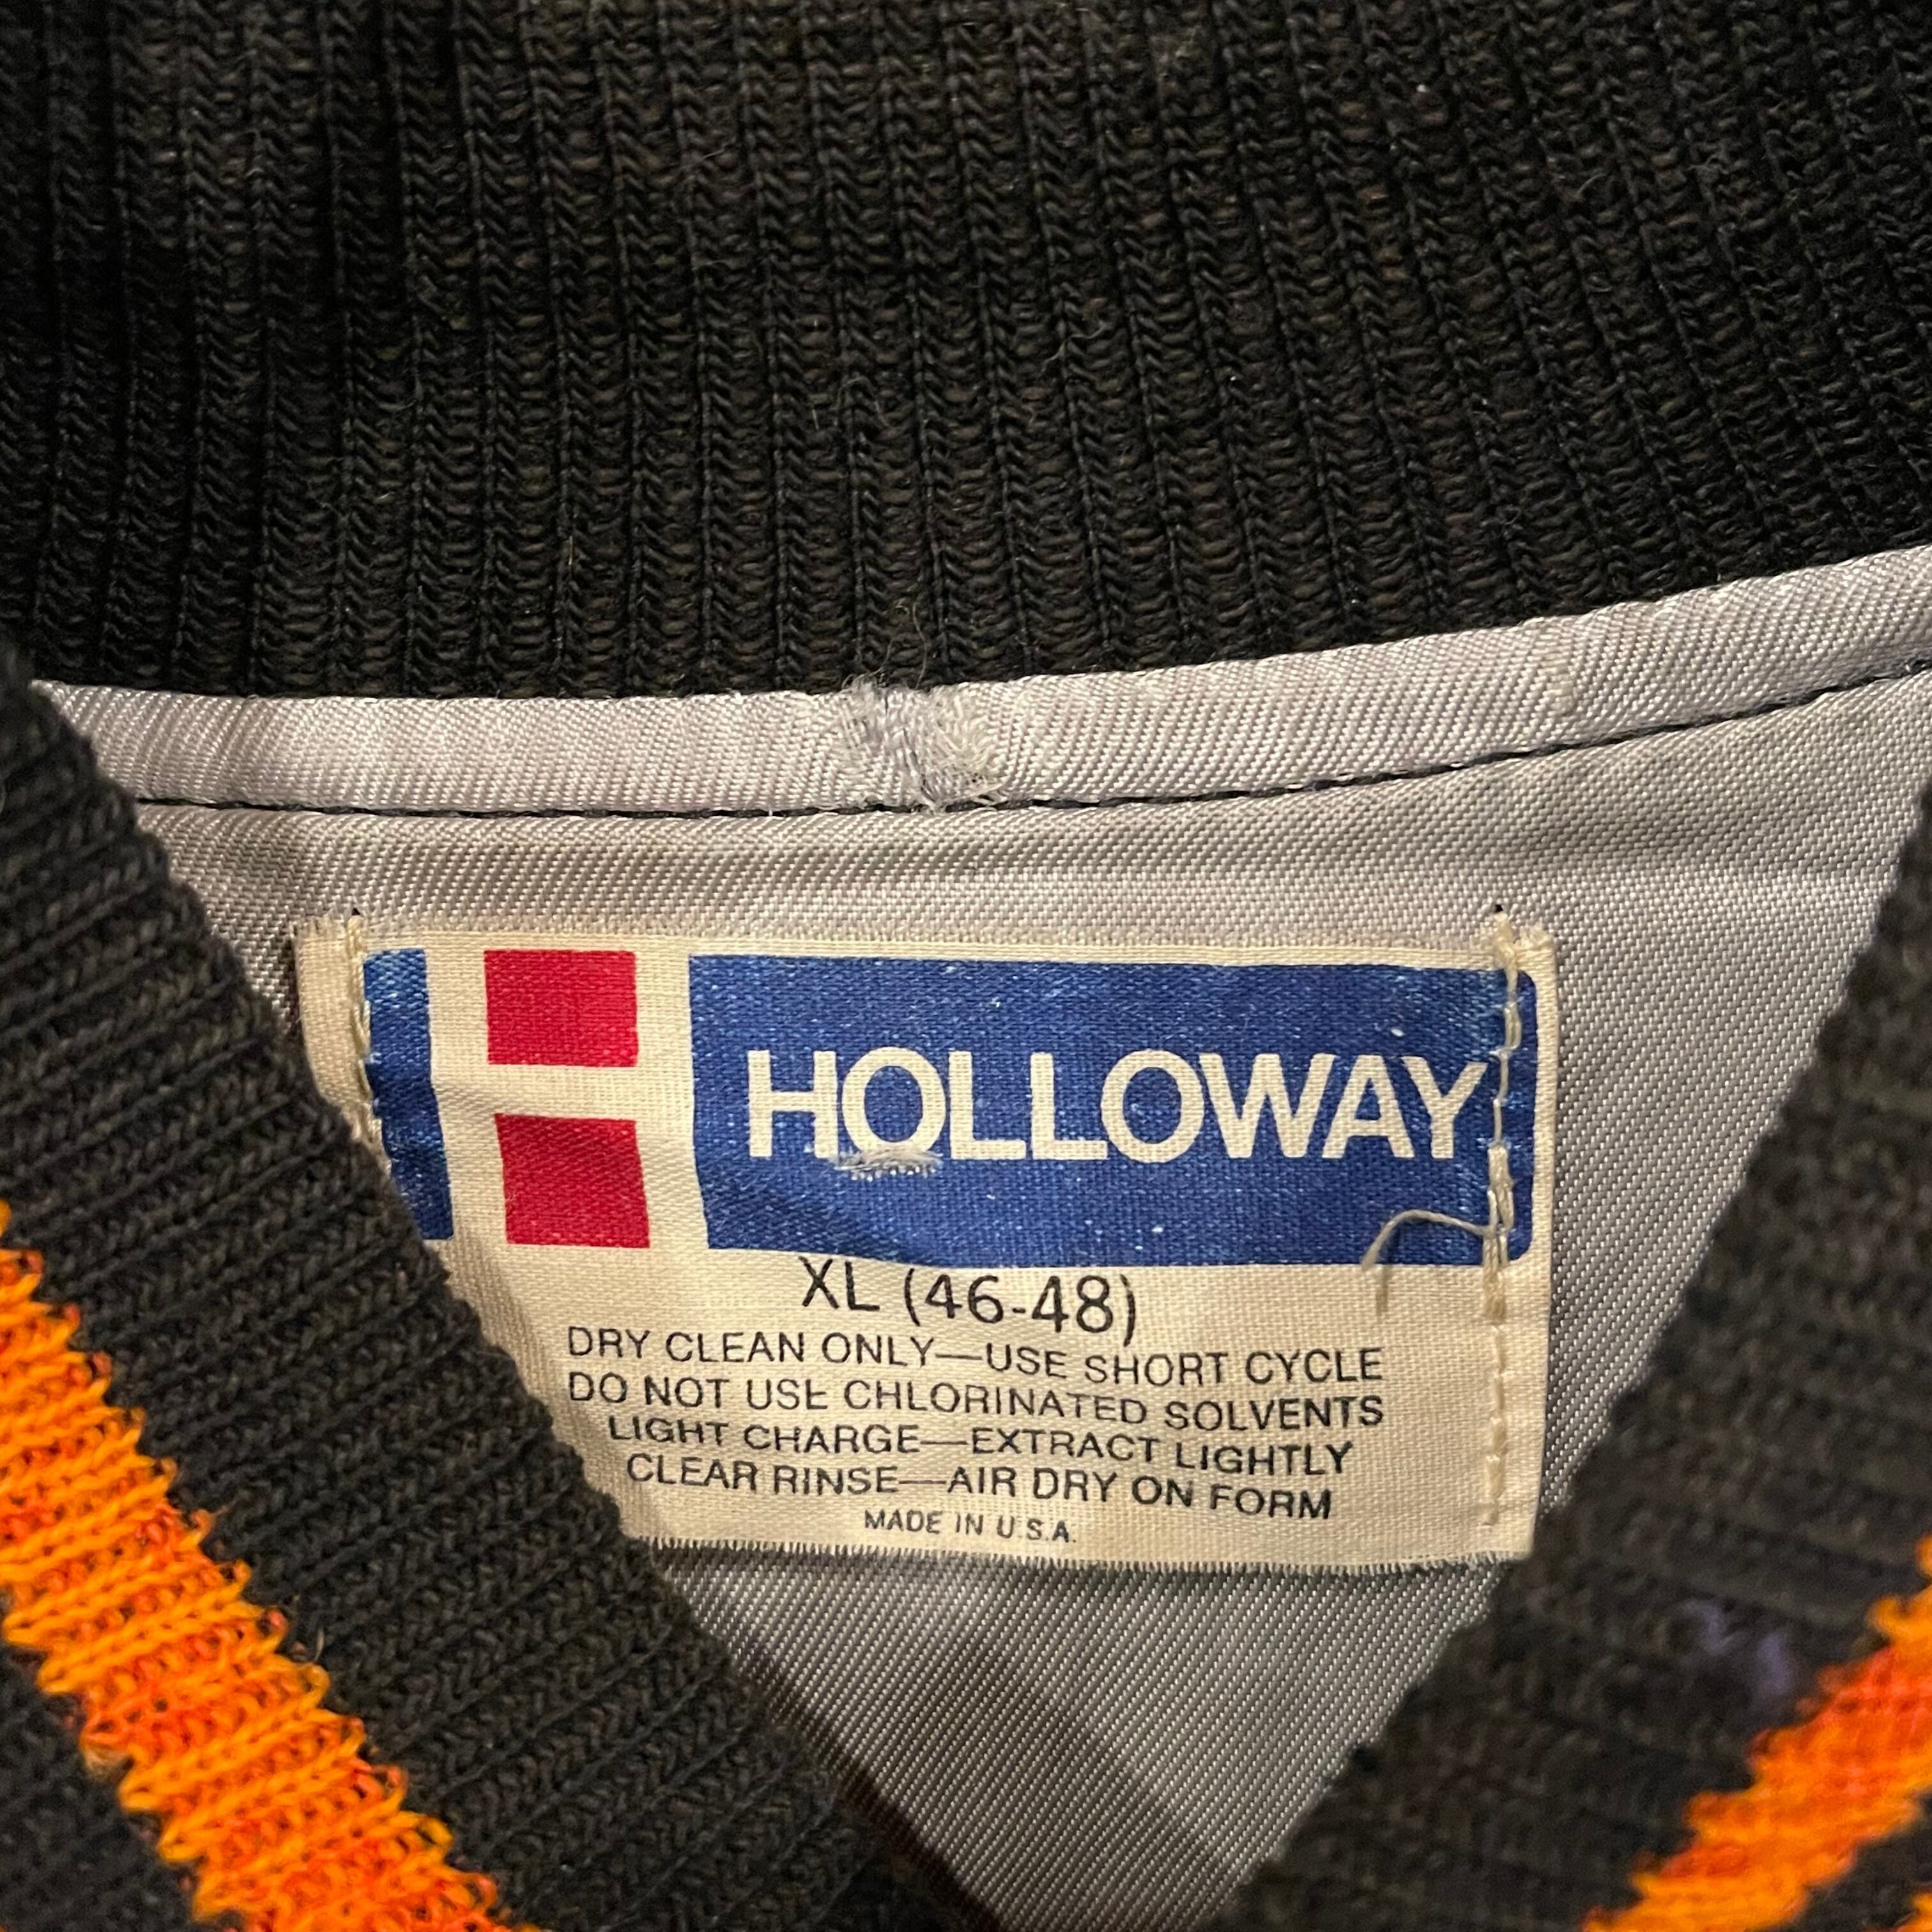 HOLLOWAY
XL (46-48)
DRY CLEAN ONLY—USE SHORT CYCLE
DO NOT USE CHLORINATED SOLVENTS
LIGHT CHARGE—EXTRACT LIGHTLY
CLEAR RINSE—AIR DRY ON FORM
MADE IN U.S.A.